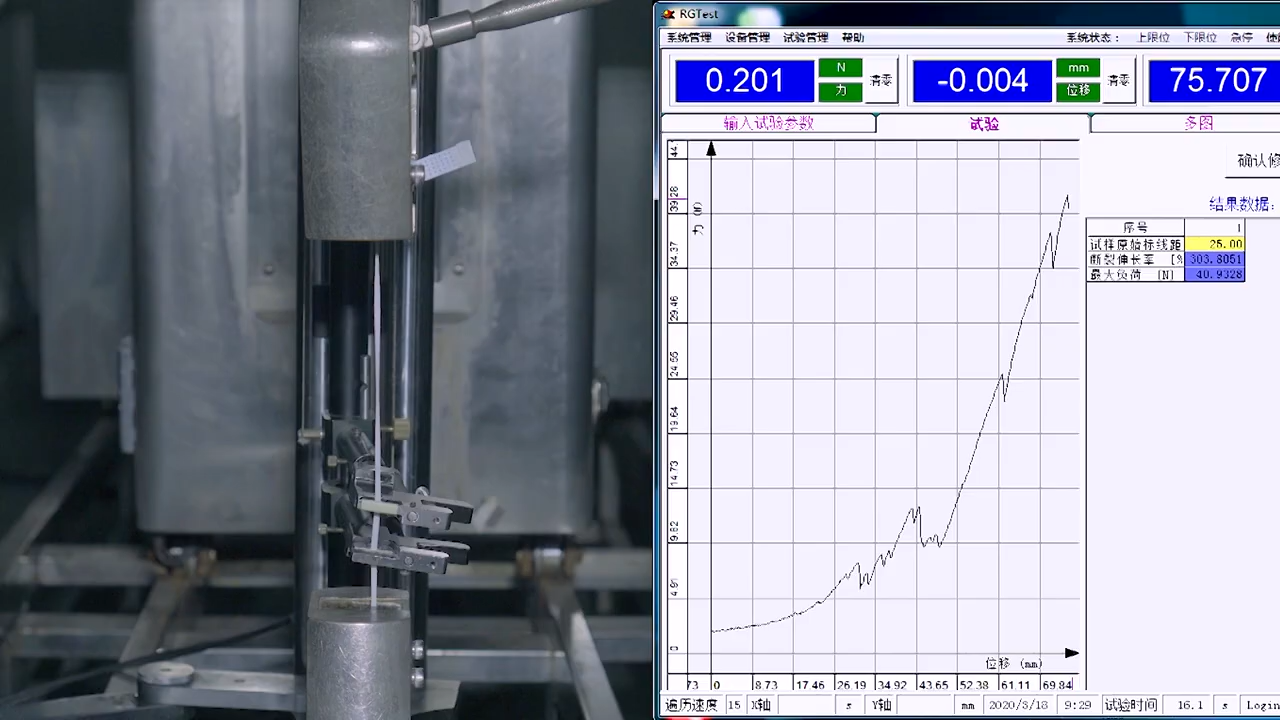 RGTest
系统管理 设备管理 试验管理 帮助 系统状态： 上限位 下限位 急停
0.201 N 力 清零 -0.004 mm 位移 清零 75.707
输入试验参数 试验 多图
确认修
结果数据：
序号 1
试样原始标线距 25.00
断裂伸长率 [% 303.8051
最大负荷 [N] 40.9328
力 (N)
44.
39.28
34.37
29.46
24.55
19.64
14.73
9.82
4.91
0
位移 (mm)
73 0 8.73 17.46 26.19 34.92 43.65 52.38 61.11 69.84
遍历速度 15 X轴 s Y轴 mm 2020/3/18 9:29 试验时间 16.1 s